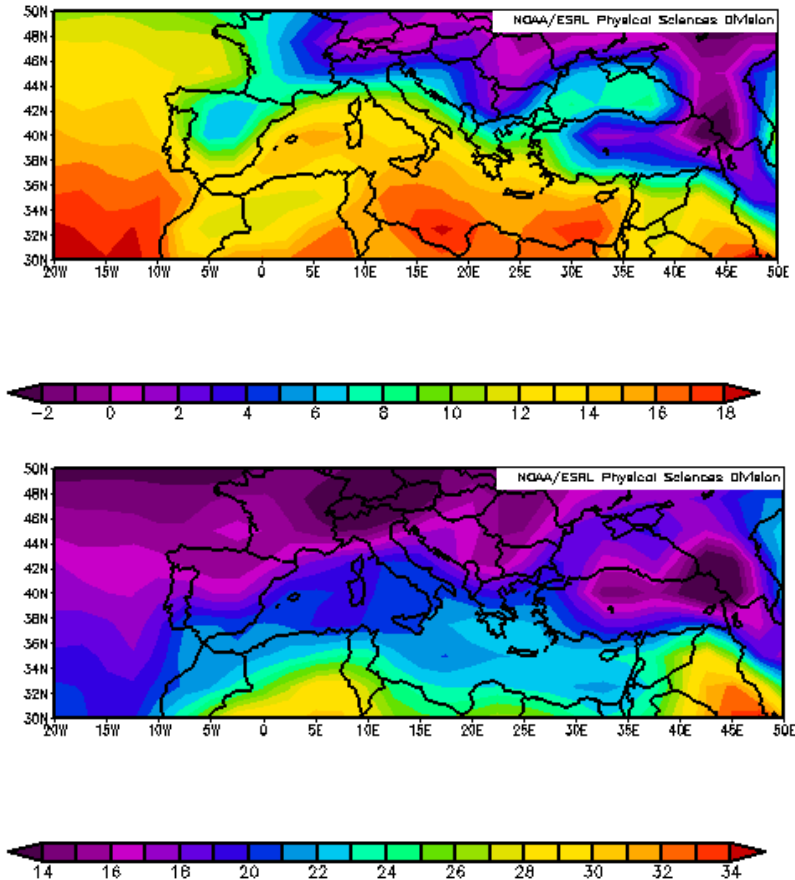 NOAA/ESRL Physical Sciences Division
50N
48N
46N
44N
42N
40N
38N
36N
34N
32N
30N
20W 15W 10W 5W 0 5E 10E 15E 20E 25E 30E 35E 40E 45E 50E
-2 0 2 4 6 8 10 12 14 16 18
NOAA/ESRL Physical Sciences Division
50N
48N
46N
44N
42N
40N
38N
36N
34N
32N
30N
20W 15W 10W 5W 0 5E 10E 15E 20E 25E 30E 35E 40E 45E 50E
14 16 18 20 22 24 26 28 30 32 34